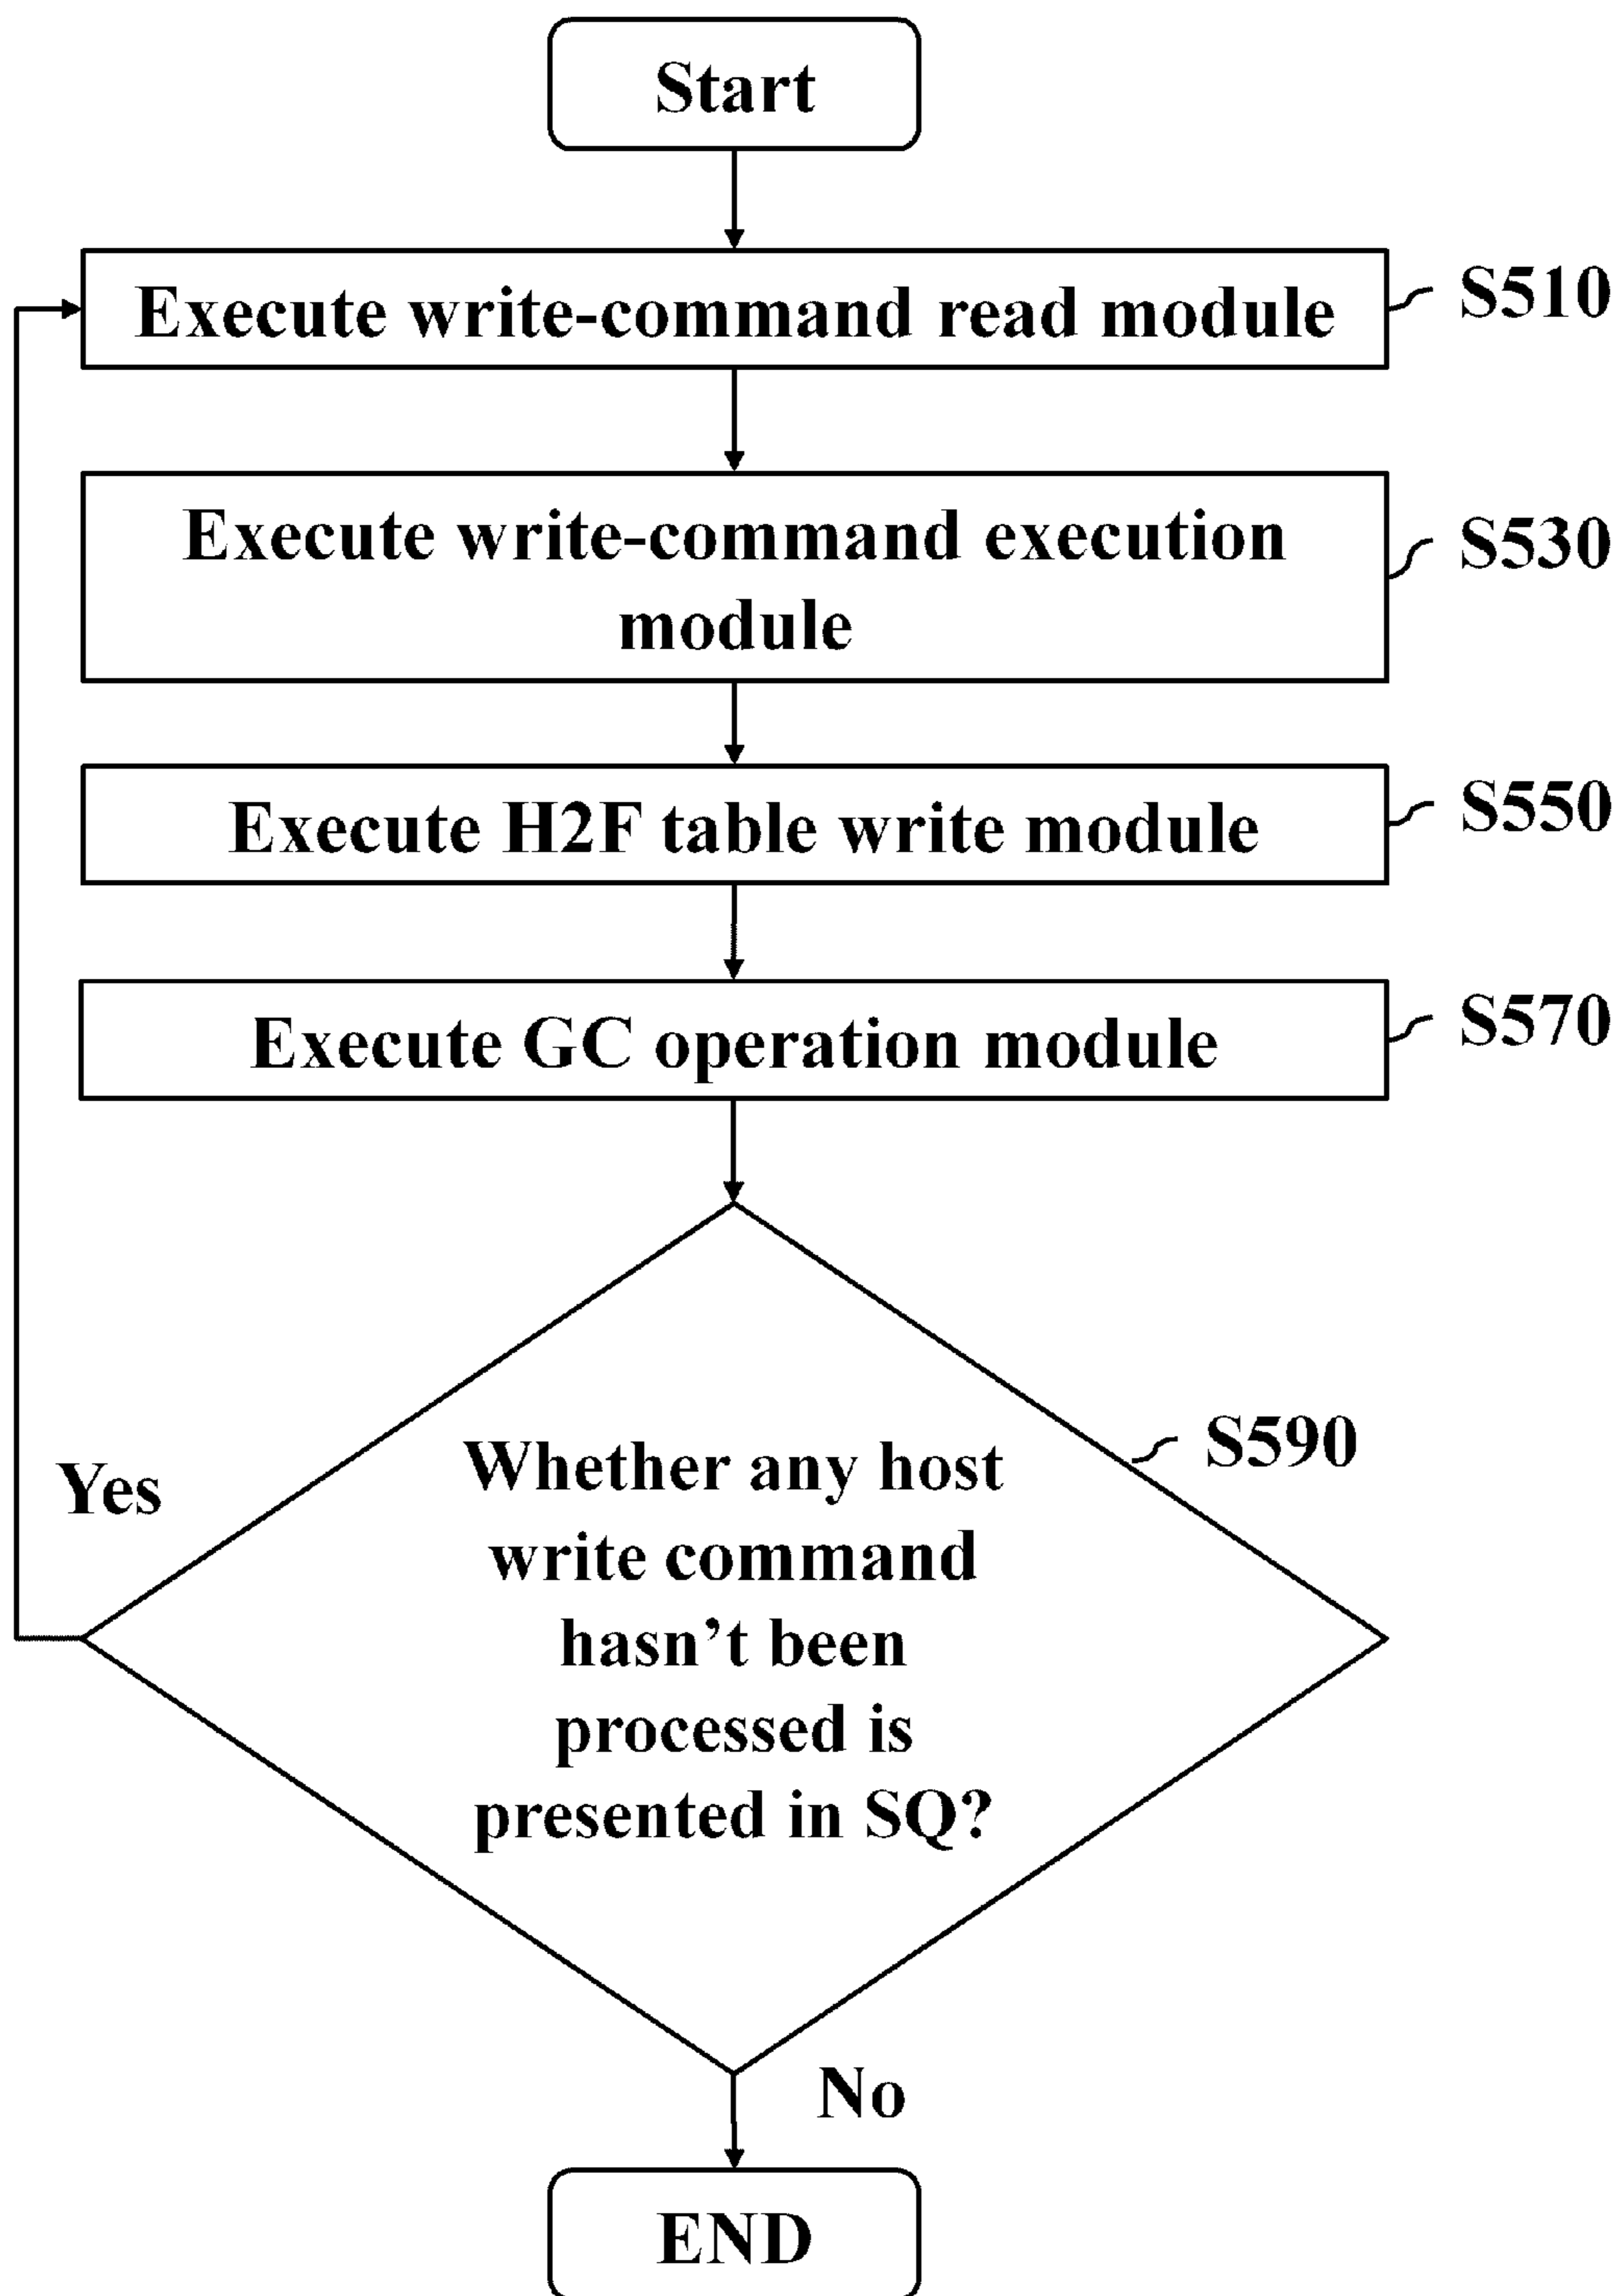 Start
Execute write-command read module
S510
Execute write-command execution
module
S530
Execute H2F table write module
S550
Execute GC operation module
S570
Whether any host
write command
hasn't been
processed is
presented in SQ?
S590
Yes
No
END